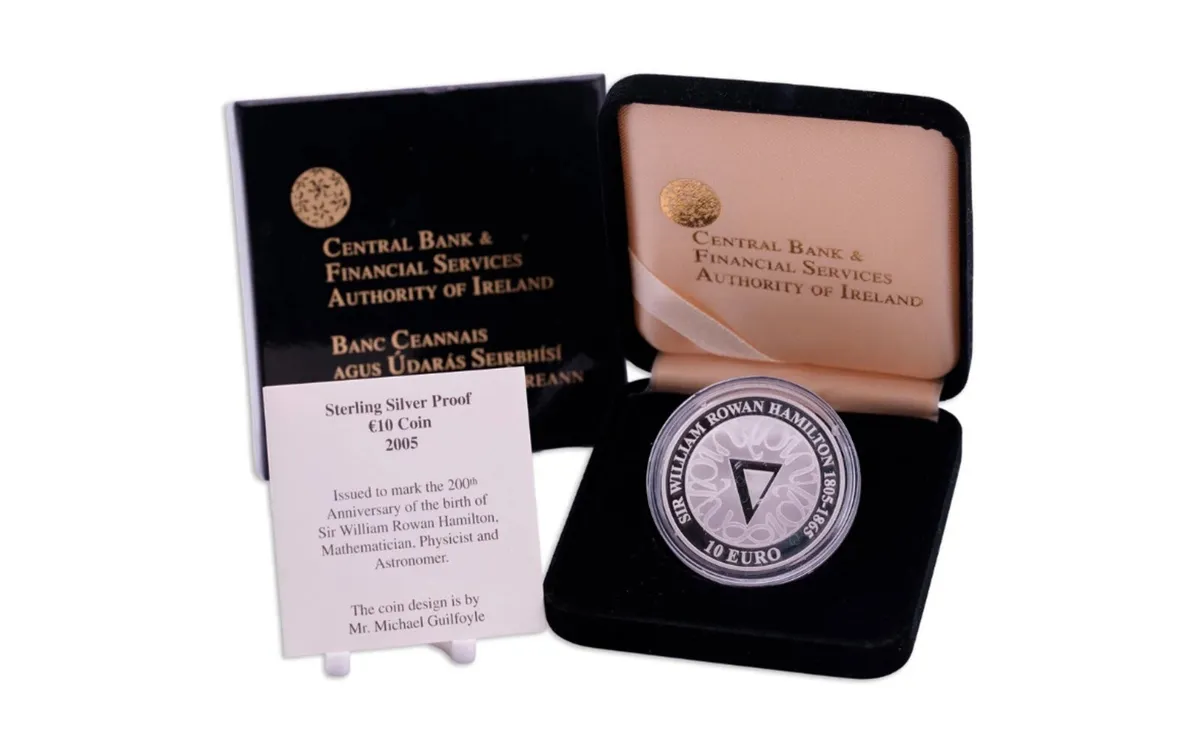 CENTRAL BANK &
FINANCIAL SERVICES
AUTHORITY OF IRELAND
BANC CEANNAIS
AGUS ÚDARÁS SEIRBHÍSÍ
REANN
CENTRAL BANK &
FINANCIAL SERVICES
AUTHORITY OF IRELAND
Sterling Silver Proof
€10 Coin
2005
Issued to mark the 200th
Anniversary of the birth of
Sir William Rowan Hamilton,
Mathematician, Physicist and
Astronomer.
The coin design is by
Mr. Michael Guilfoyle
SIR WILLIAM ROWAN HAMILTON 1805-1865
10 EURO